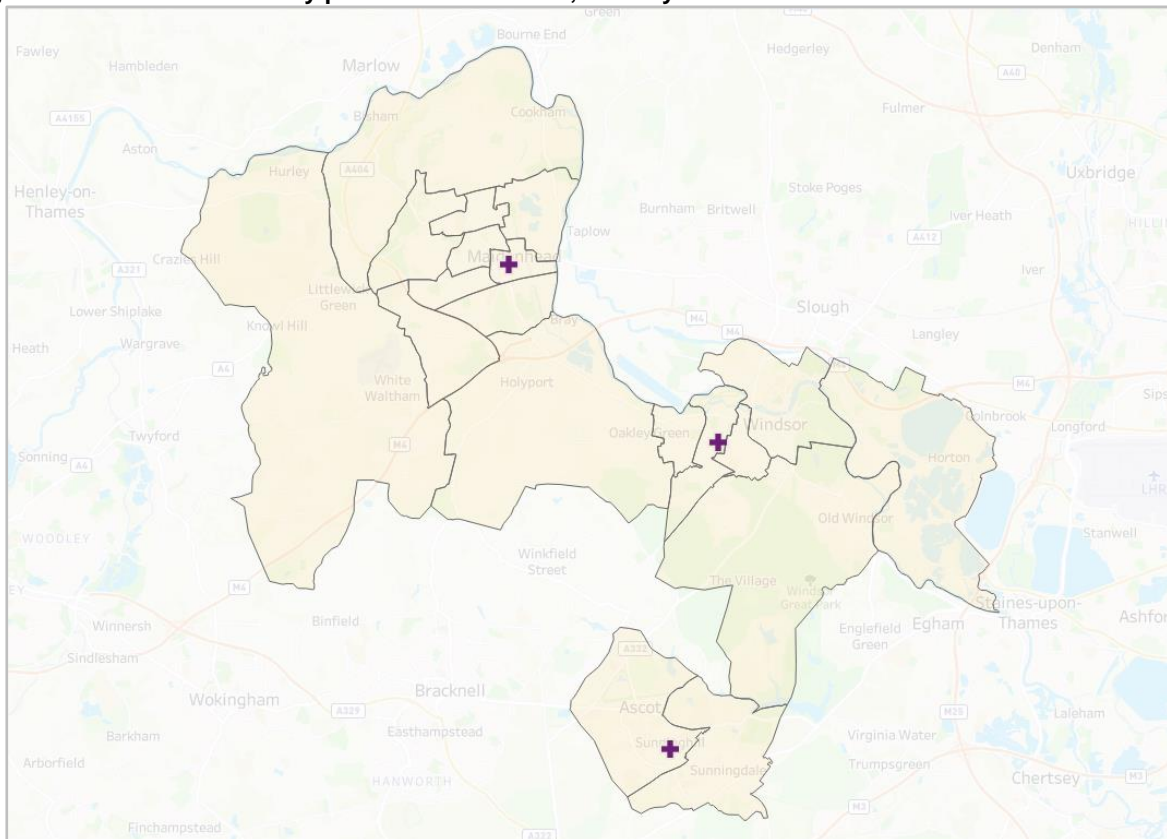 Green
Bourne End
Fawley
Hambleden
Marlow
Hedgerley
Denham
A40
Fulmer
A4155
Bisham
Cookham
Aston
A404
Hurley
Uxbridge
Henley-on-
Thames
Stoke Poges
Burnham
Britwell
Iver Heath
Taplow
A412
Crazies Hill
A321
Maidenhead
Iver
Green
Lower Shiplake
Slough
Knowl Hill
M4
Bray
M4
Langley
Heath
Wargrave
A4
White
Waltham
Holyport
M4
Colnbrook
Longford
Twyford
Oakley Green
Windsor
M4
Sonning
A4
Horton
LHR
Old Windsor
Stanwell
WOODLEY
Winkfield
Street
The Village
Windsor
Great Park
M4
Staines-upon-
Thames
Winnersh
Binfield
Englefield
Green
Egham
Sindlesham
A332
Bracknell
Wokingham
A329
Ascot
M25
Laleham
Barkham
Easthampstead
Virginia Water
Arborfield
Sunningdale
Trumpsgreen
Chertsey
M3
HANWORTH
M3
Finchampstead
A322